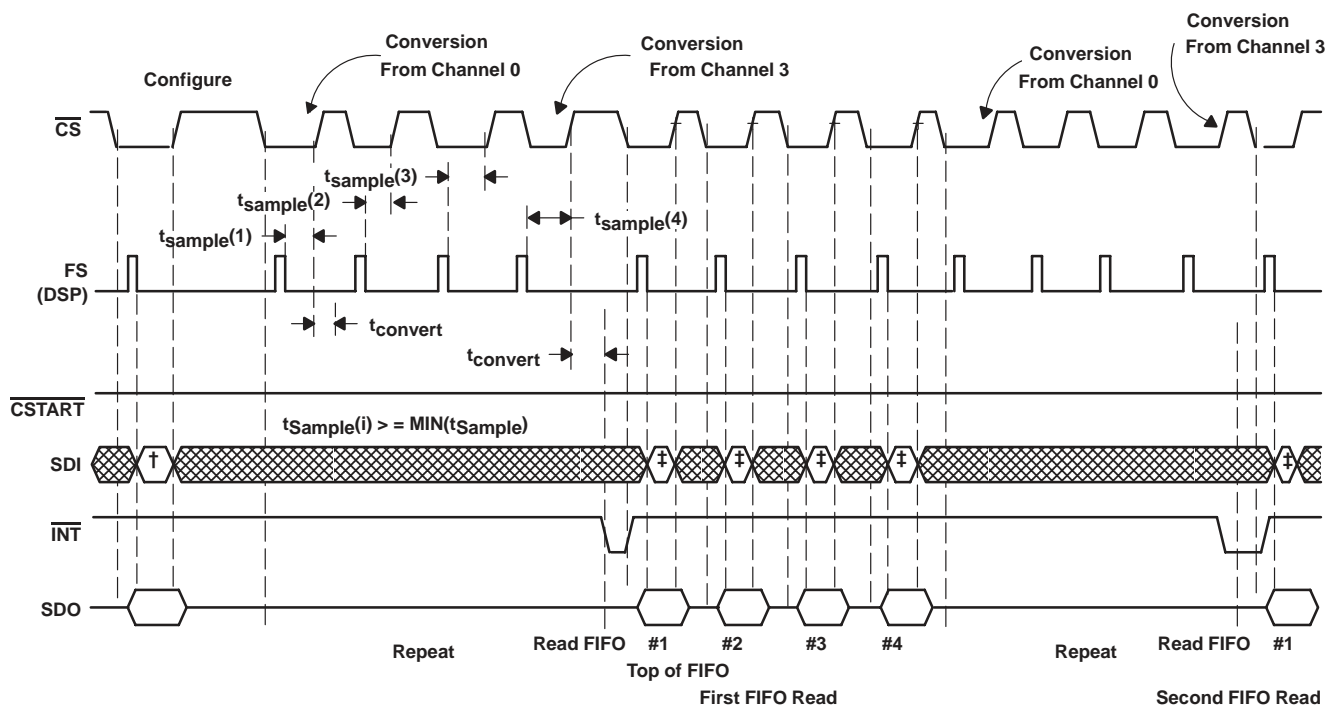 Conversion
From Channel 3
Conversion
From Channel 0
Conversion
From Channel 3
Conversion
From Channel 0
Configure
CS
tsample(3)
tsample(2)
tsample(4)
tsample(1)
FS
(DSP)
tconvert
tconvert
CSTART
tSample(i) > = MIN(tSample)
SDI
†
‡
‡
‡
‡
‡
INT
SDO
Repeat
Read FIFO
#1
#2
#3
#4
Repeat
Read FIFO
#1
Top of FIFO
First FIFO Read
Second FIFO Read